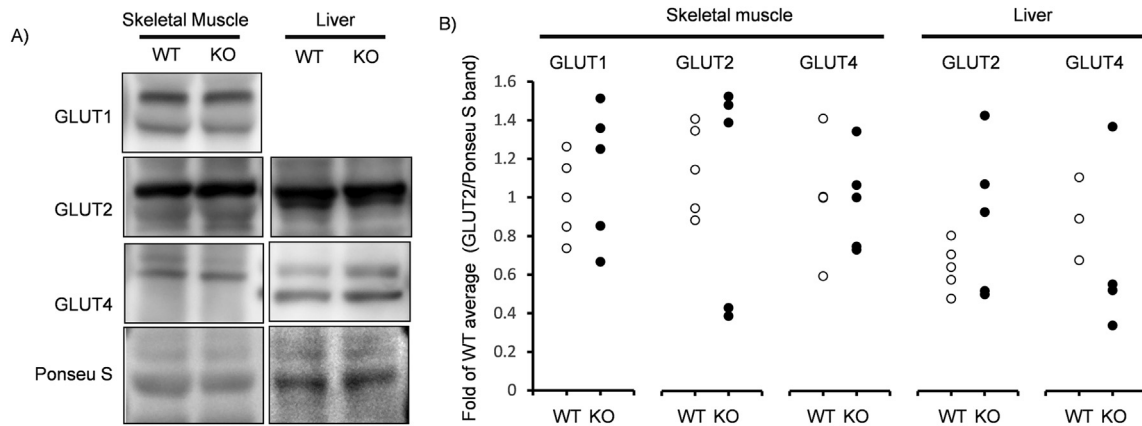 A)
Skeletal Muscle Liver
WT KO WT KO
GLUT1
GLUT2
GLUT4
Ponseu S
B)
Skeletal muscle Liver
GLUT1 GLUT2 GLUT4 GLUT2 GLUT4
Fold of WT average (GLUT2/Ponseu S band)
1.6
1.4
1.2
1
0.8
0.6
0.4
0.2
0
WT KO WT KO WT KO WT KO WT KO